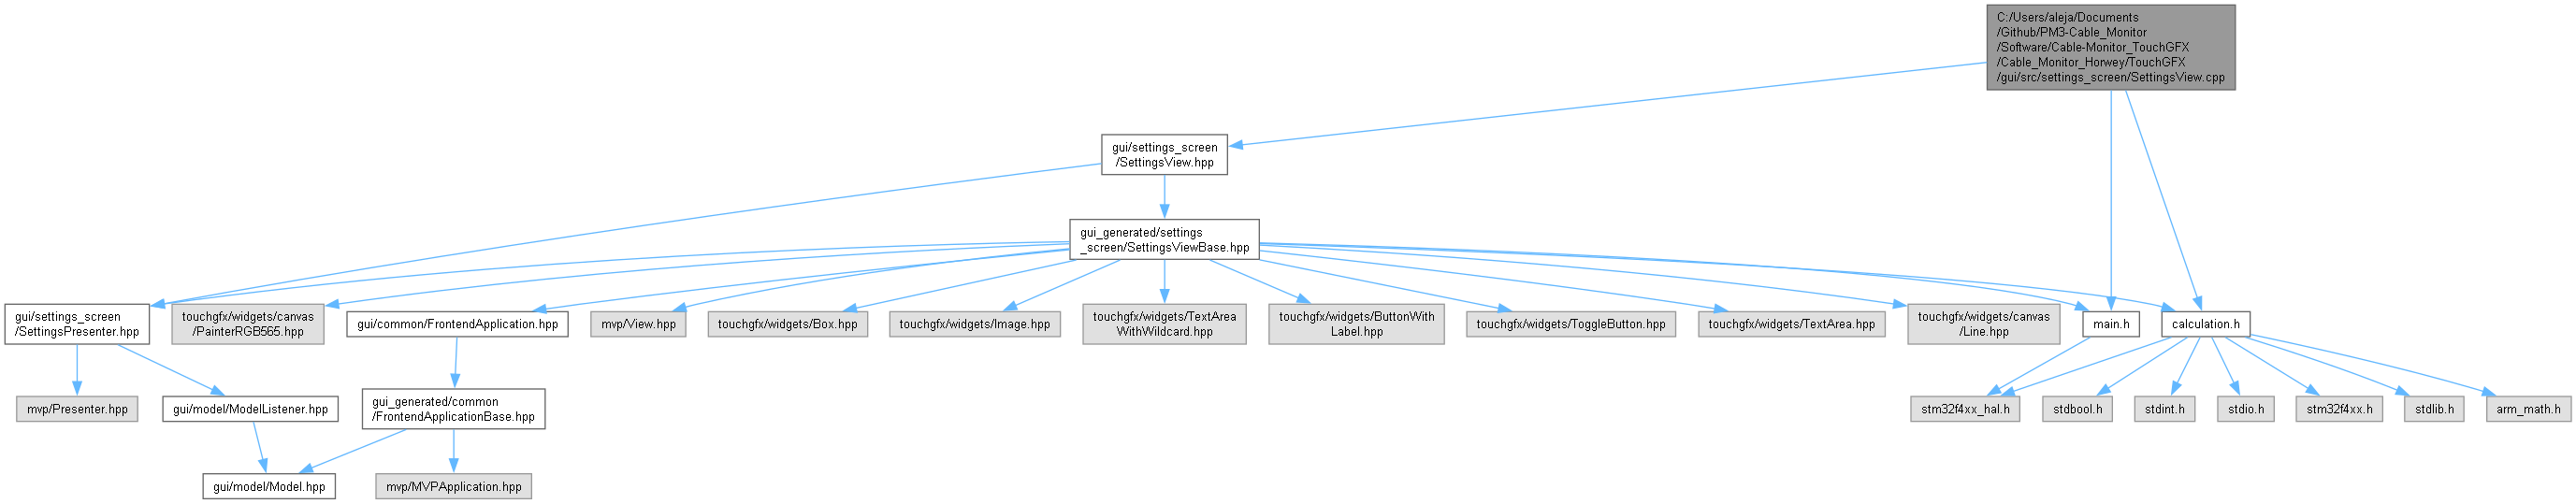 C:/Users/aleja/Documents
/Github/PM3-Cable_Monitor
/Software/Cable-Monitor_TouchGFX
/Cable_Monitor_Horwey/TouchGFX
/gui/src/settings_screen/SettingsView.cpp
gui/settings_screen
/SettingsView.hpp
gui_generated/settings
_screen/SettingsViewBase.hpp
gui/settings_screen
/SettingsPresenter.hpp
touchgfx/widgets/canvas
/PainterRGB565.hpp
gui/common/FrontendApplication.hpp
mvp/View.hpp
touchgfx/widgets/Box.hpp
touchgfx/widgets/Image.hpp
touchgfx/widgets/TextArea
WithWildcard.hpp
touchgfx/widgets/ButtonWith
Label.hpp
touchgfx/widgets/ToggleButton.hpp
touchgfx/widgets/TextArea.hpp
touchgfx/widgets/canvas
/Line.hpp
main.h
calculation.h
mvp/Presenter.hpp
gui/model/ModelListener.hpp
gui_generated/common
/FrontendApplicationBase.hpp
stm32f4xx_hal.h
stdbool.h
stdint.h
stdio.h
stm32f4xx.h
stdlib.h
arm_math.h
gui/model/Model.hpp
mvp/MVPApplication.hpp